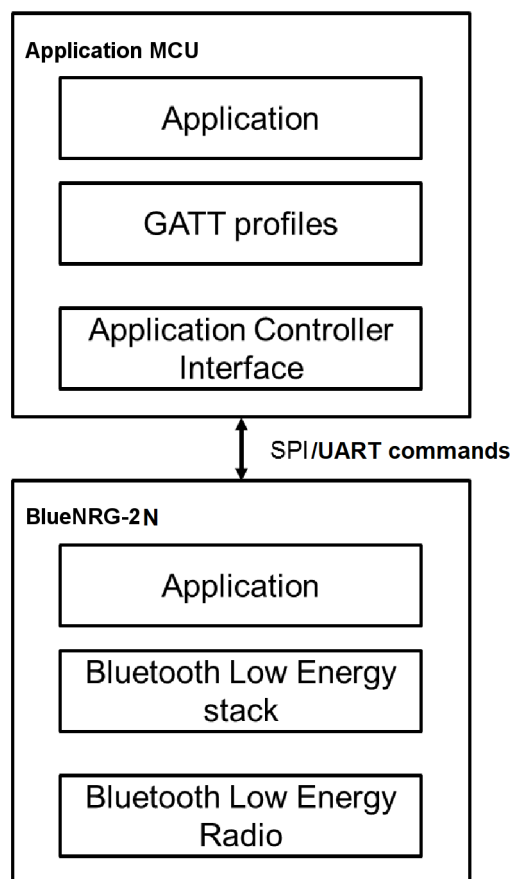 Application MCU
Application
GATT profiles
Application Controller
Interface
SPI/UART commands
BlueNRG-2N
Application
Bluetooth Low Energy
stack
Bluetooth Low Energy
Radio